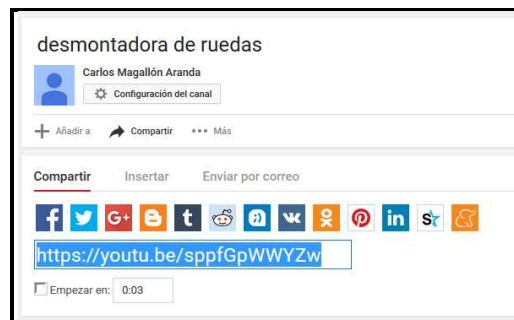 desmontadora de ruedas
Carlos Magallón Aranda
Configuración del canal
Añadir a Compartir Más
Compartir Insertar Enviar por correo
https://youtu.be/sppfGpWWYZw
Empezar en: 0:03